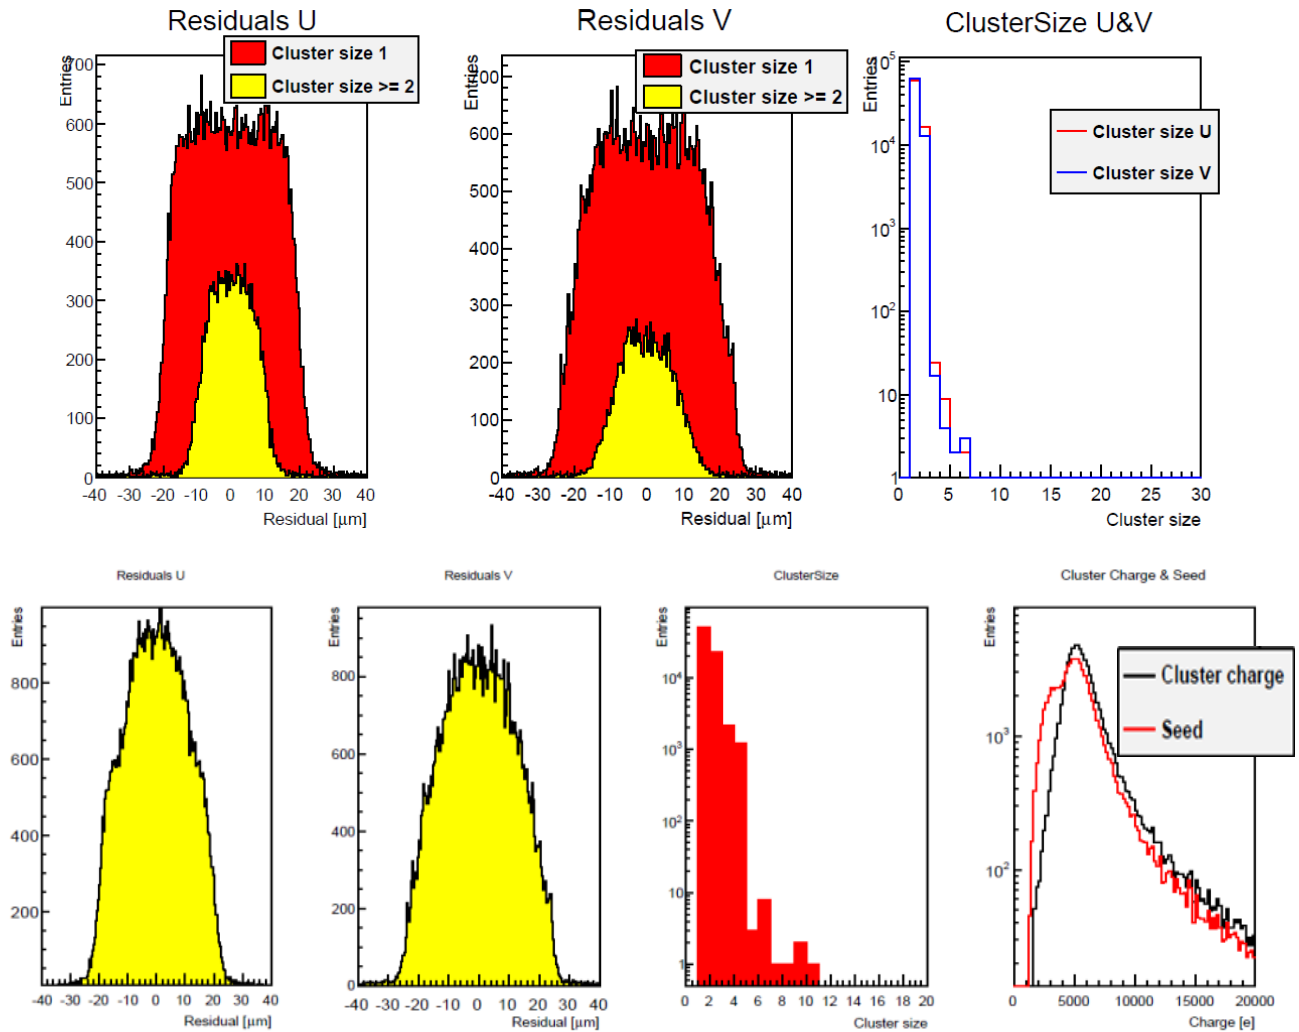 Residuals U
Entries
Cluster size 1
Cluster size >= 2
700
600
500
400
300
200
100
0
-40 -30 -20 -10 0 10 20 30 40
Residual [μm]
Residuals V
Entries
Cluster size 1
Cluster size >= 2
700
600
500
400
300
200
100
0
-40 -30 -20 -10 0 10 20 30 40
Residual [μm]
ClusterSize U&V
Entries
Cluster size U
Cluster size V
10^5
10^4
10^3
10^2
10
1
0 5 10 15 20 25 30
Cluster size
Residuals U
Entries
800
600
400
200
-40 -30 -20 -10 0 10 20 30 40
Residual [μm]
Residuals V
Entries
800
600
400
200
0
-40 -30 -20 -10 0 10 20 30 40
Residual [μm]
ClusterSize
Entries
10^4
10^3
10^2
10
1
0 2 4 6 8 10 12 14 16 18 20
Cluster size
Cluster Charge & Seed
Entries
Cluster charge
Seed
10^3
10^2
0 5000 10000 15000 20000
Charge [e]